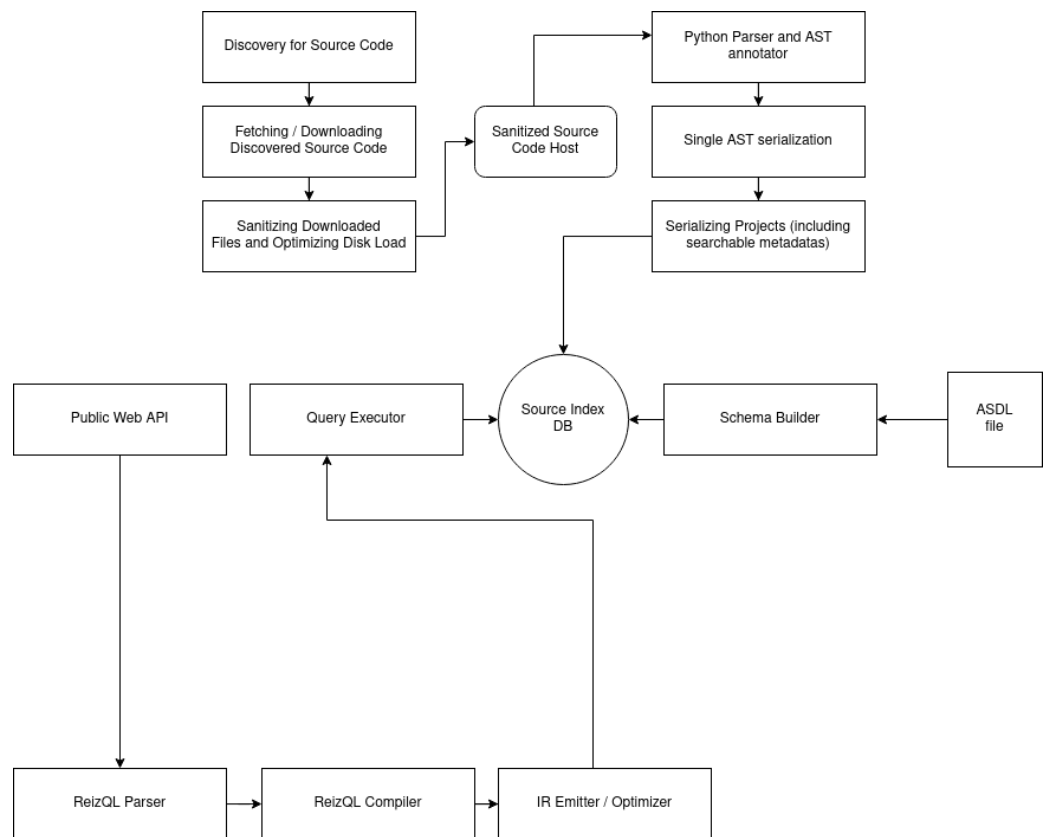 Discovery for Source Code
Fetching / Downloading
Discovered Source Code
Sanitizing Downloaded
Files and Optimizing Disk Load
Sanitized Source
Code Host
Python Parser and AST
annotator
Single AST serialization
Serializing Projects (including
searchable metadatas)
Public Web API
Query Executor
Source Index
DB
Schema Builder
ASDL
file
ReizQL Parser
ReizQL Compiler
IR Emitter / Optimizer